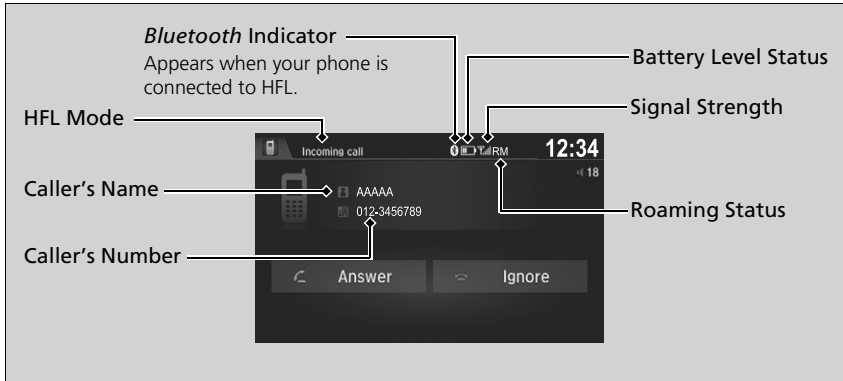 Bluetooth Indicator
Appears when your phone is
connected to HFL.
Battery Level Status
Signal Strength
HFL Mode
Incoming call
RM
12:34
18
Caller's Name
AAAAA
012-3456789
Roaming Status
Caller's Number
Answer
Ignore